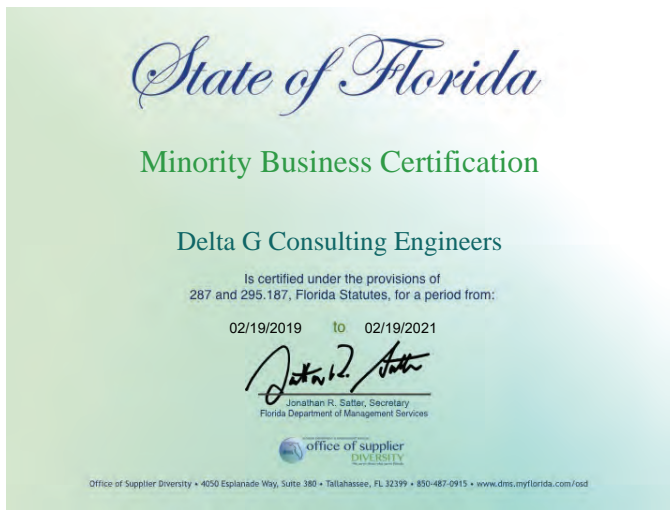 State of Florida
Minority Business Certification
Delta G Consulting Engineers
Is certified under the provisions of
287 and 295.187, Florida Statutes, for a period from:
02/19/2019 to 02/19/2021
Jonathan R. Satter, Secretary
Florida Department of Management Services
office of supplier
DIVERSITY
Office of Supplier Diversity • 4050 Esplanade Way, Suite 380 • Tallahassee, FL 32399 • 850-487-0915 • www.dms.myflorida.com/osd